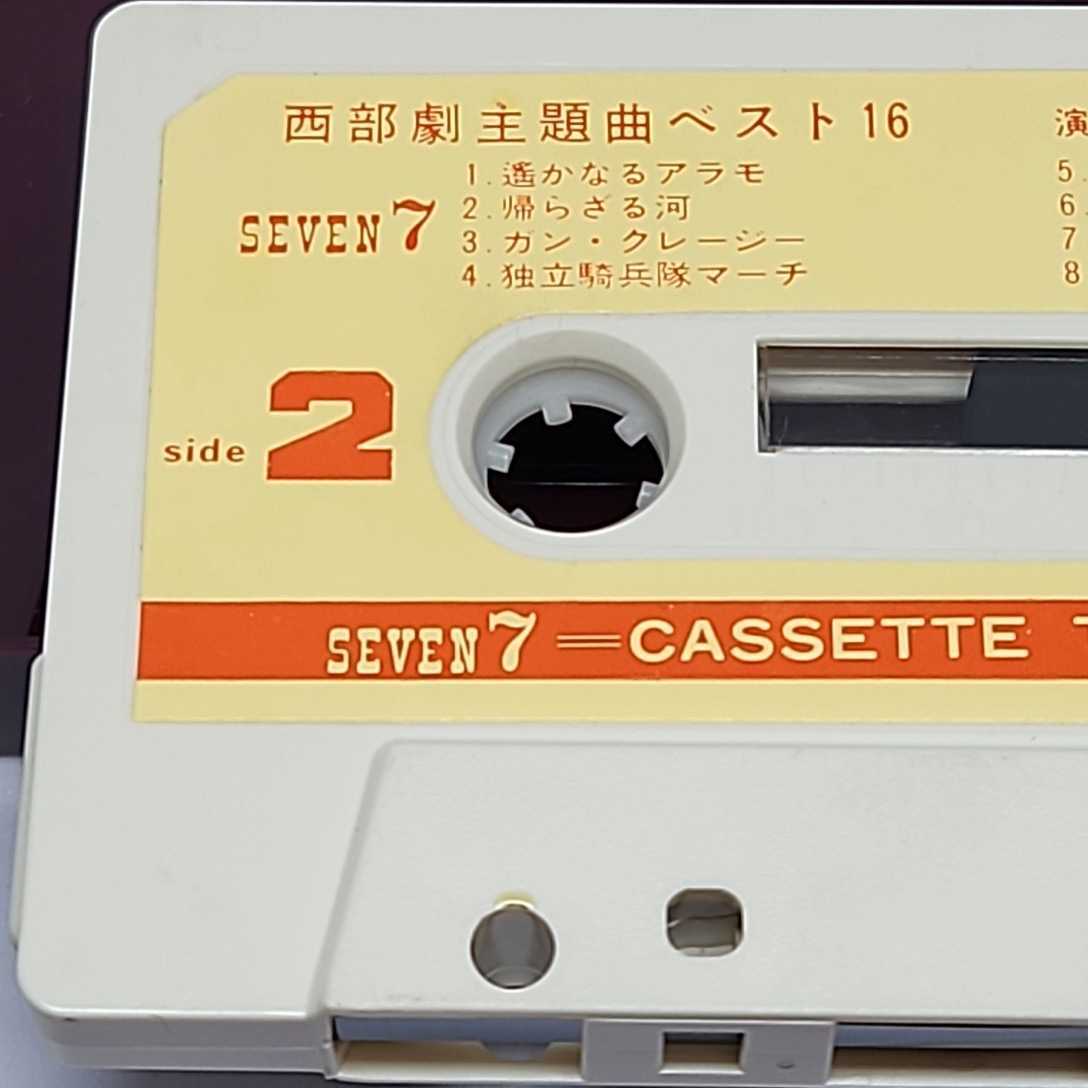 西部劇主題曲ベスト16
演
SEVEN 7
1.遙かなるアラモ
2.帰らざる河
3.ガン・クレージー
4.独立騎兵隊マーチ
5.
6.
7
8
side 2
SEVEN 7=CASSETTE